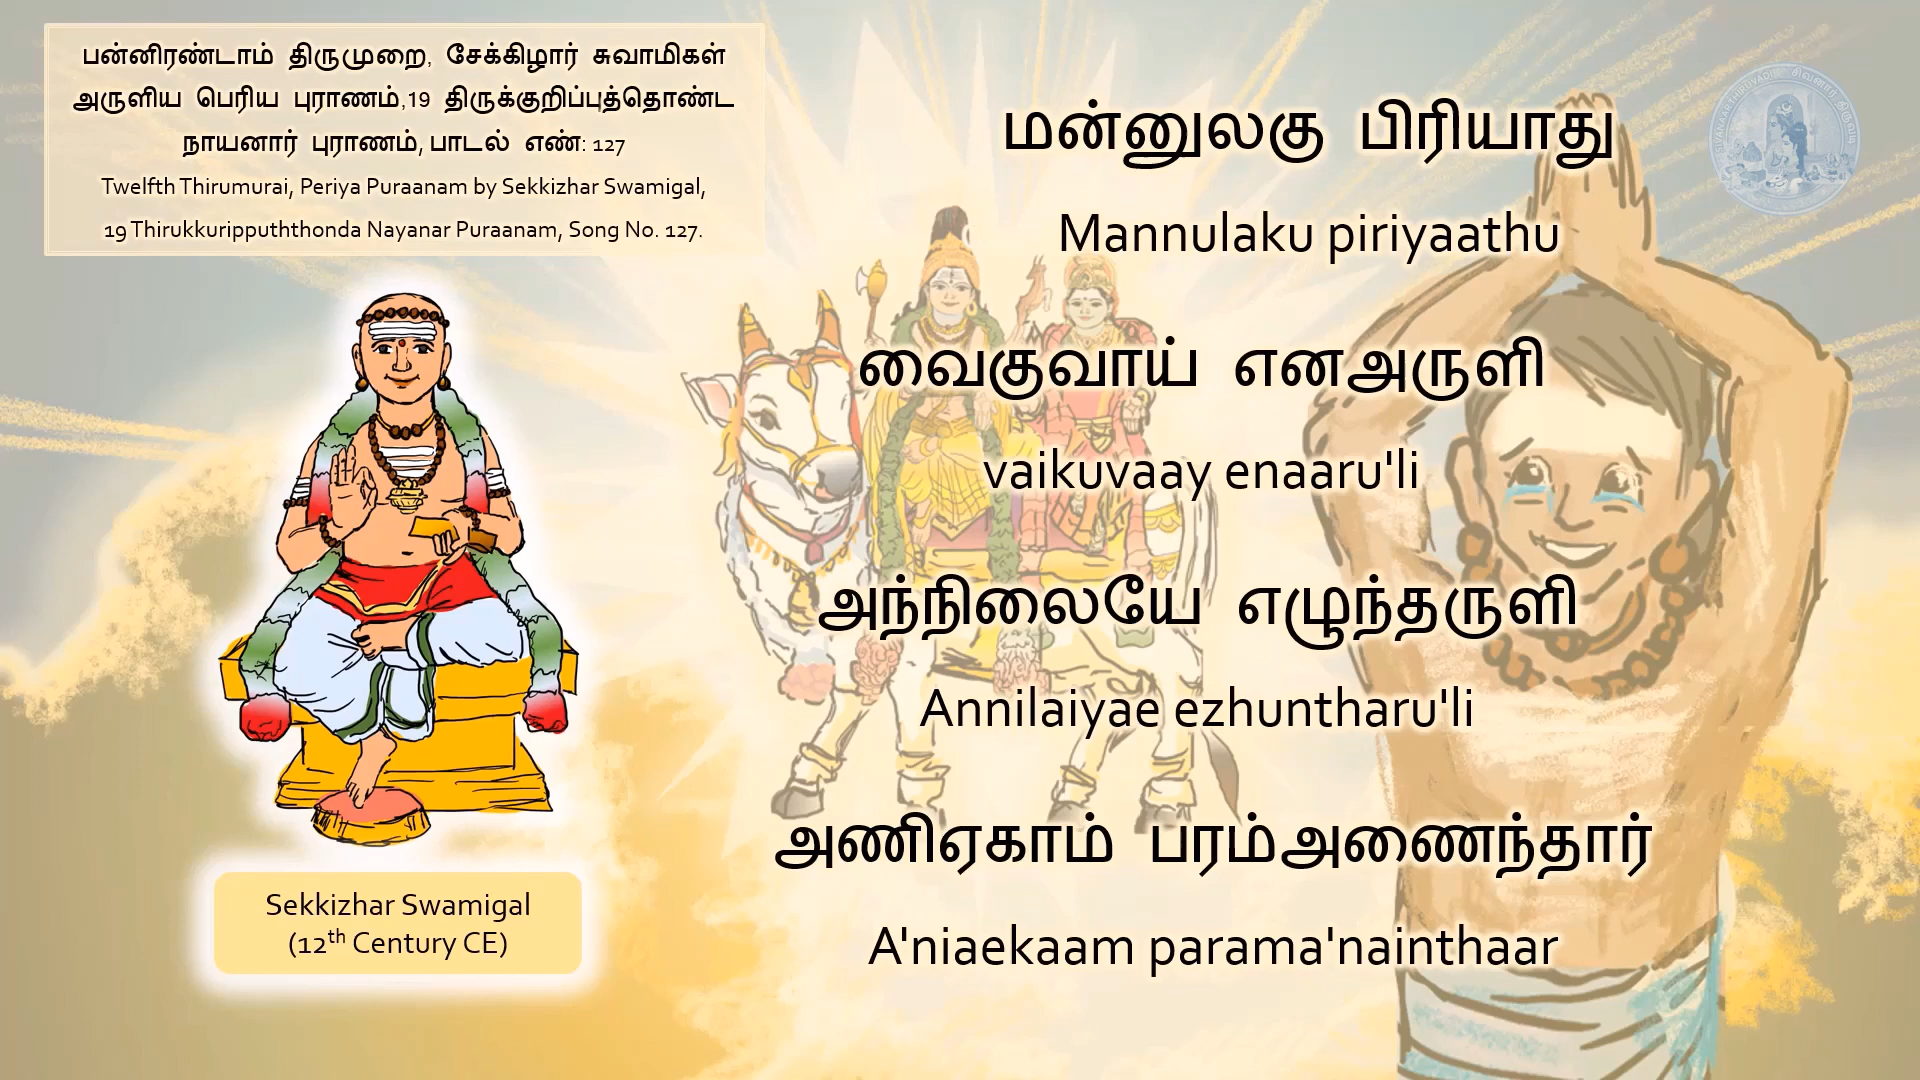 பன்னிரண்டாம் திருமுறை, சேக்கிழார் சுவாமிகள்
அருளிய பெரிய புராணம்,19 திருக்குறிப்புத்தொண்ட
நாயனார் புராணம், பாடல் எண்: 127
Twelfth Thirumurai, Periya Puraanam by Sekkizhar Swamigal,
19 Thirukkurippuththonda Nayanar Puraanam, Song No. 127.
மன்னுலகு பிரியாது
Mannulaku piriyaathu
வைகுவாய் எனஅருளி
vaikuvaay enaaru'li
அந்நிலையே எழுந்தருளி
Annilaiyae ezhuntharu'li
அணிஏகாம் பரம்அணைந்தார்
A'niaekaam parama'nainthaar
Sekkizhar Swamigal
(12th Century CE)